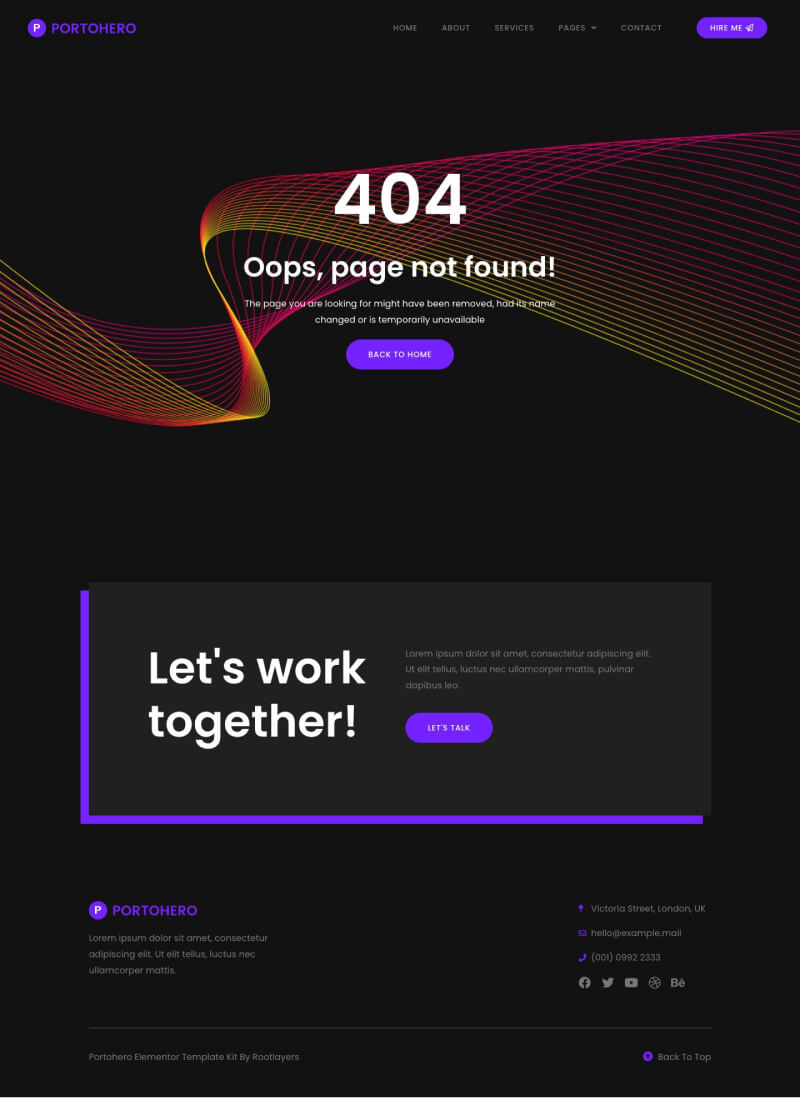 P PORTOHERO
HOME ABOUT SERVICES PAGES CONTACT HIRE ME
404
Oops, page not found!
The page you are looking for might have been removed, had its name
changed or is temporarily unavailable
BACK TO HOME
Let's work
together!
Lorem ipsum dolor sit amet, consectetur adipiscing elit.
Ut elit tellus, luctus nec ullamcorper mattis, pulvinar
dapibus leo.
LET'S TALK
P PORTOHERO
Lorem ipsum dolor sit amet, consectetur
adipiscing elit. Ut elit tellus, luctus nec
ullamcorper mattis.
Victoria Street, London, UK
hello@example.mail
(001) 0992 2333
Bē
Portohero Elementor Template Kit By Rootlayers
Back To Top